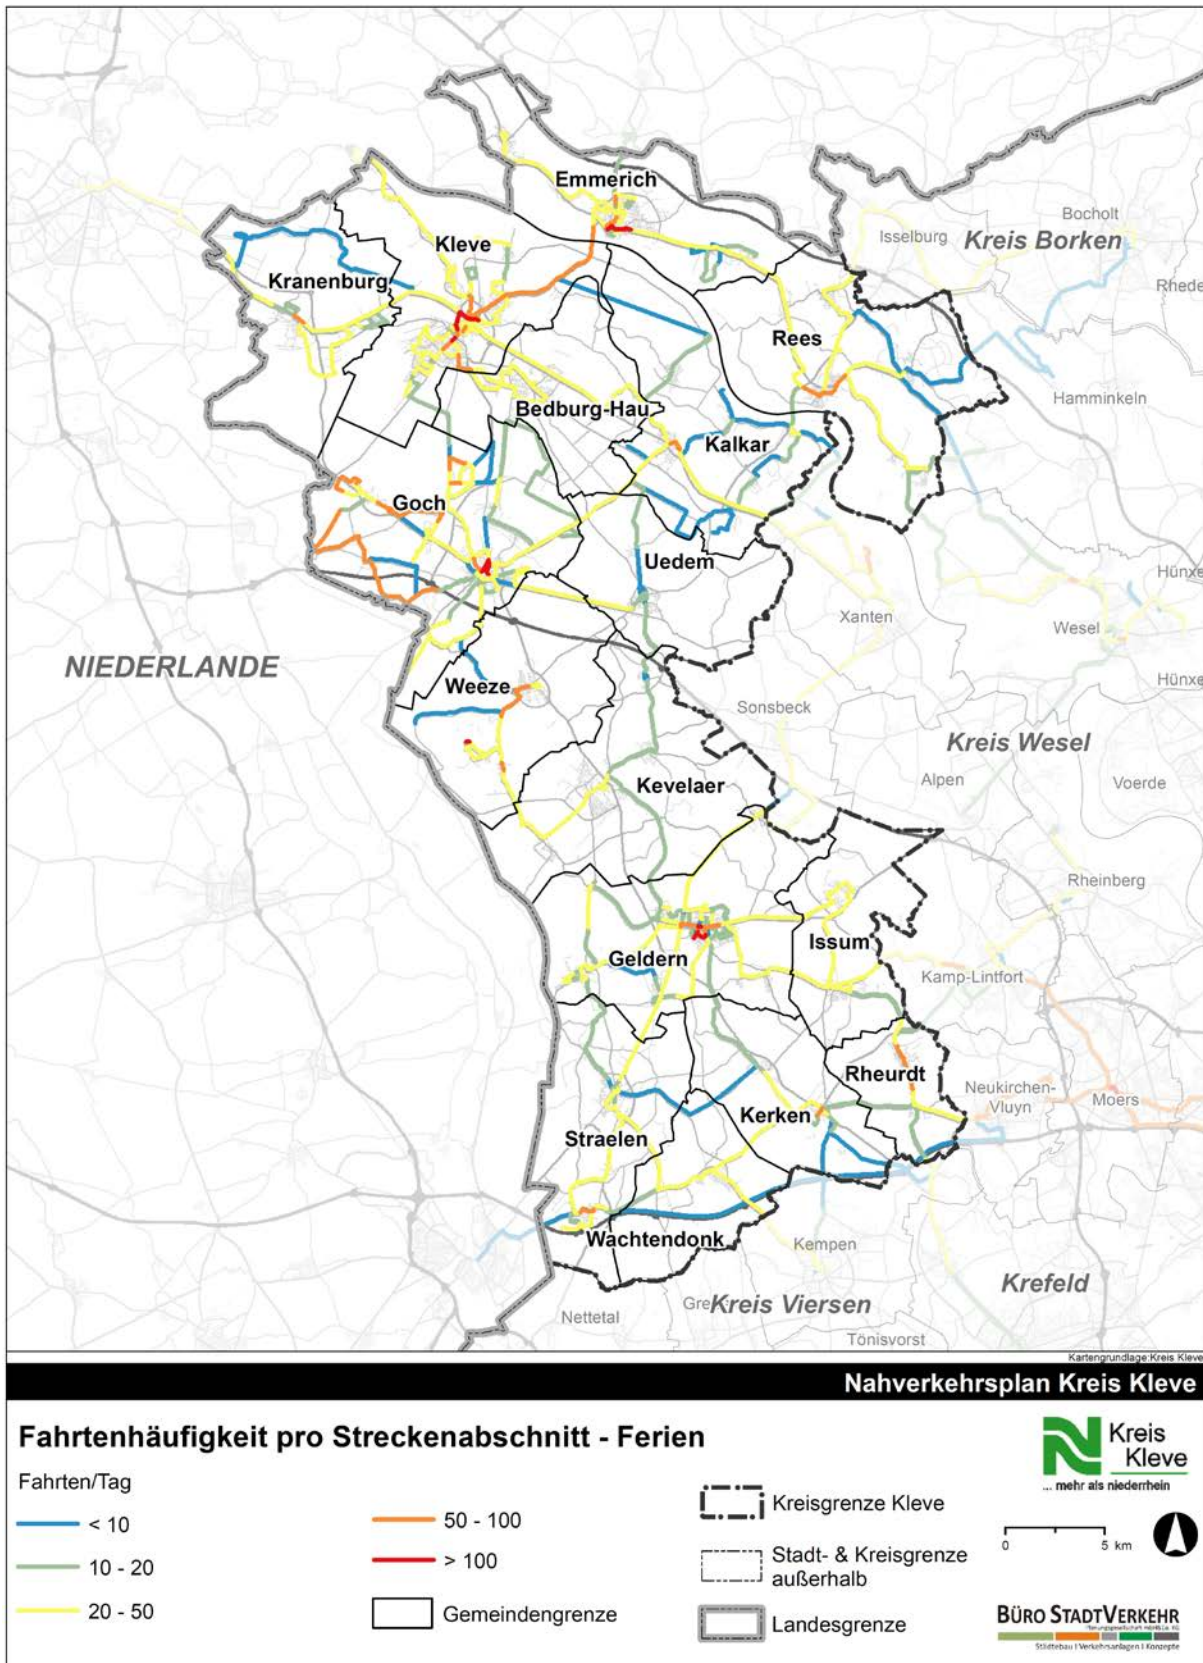 Emmerich
Bocholt
Isselburg
Kreis Borken
Kleve
Kranenburg
Rhede
Rees
Hamminkeln
Bedburg-Hau
Kalkar
Goch
Uedem
Hünxe
Xanten
Wesel
NIEDERLANDE
Weeze
Hünxe
Sonsbeck
Kreis Wesel
Kevelaer
Alpen
Voerde
Rheinberg
Issum
Geldern
Kamp-Lintfort
Rheurdt
Neukirchen-
Vluyn
Moers
Kerken
Straelen
Wachtendonk
Kempen
Krefeld
Nettetal
Gre
Kreis Viersen
Tönisvorst
Kartengrundlage:Kreis Kleve
Nahverkehrsplan Kreis Kleve
Fahrtenhäufigkeit pro Streckenabschnitt - Ferien
Fahrten/Tag
< 10
10 - 20
20 - 50
50 - 100
> 100
Gemeindengrenze
Kreisgrenze Kleve
Stadt- & Kreisgrenze
außerhalb
Landesgrenze
Kreis
Kleve
... mehr als niederrhein
0 5 km
BÜRO STADTVERKEHR
Städtebau I Verkehrsanlagen I Konzepte